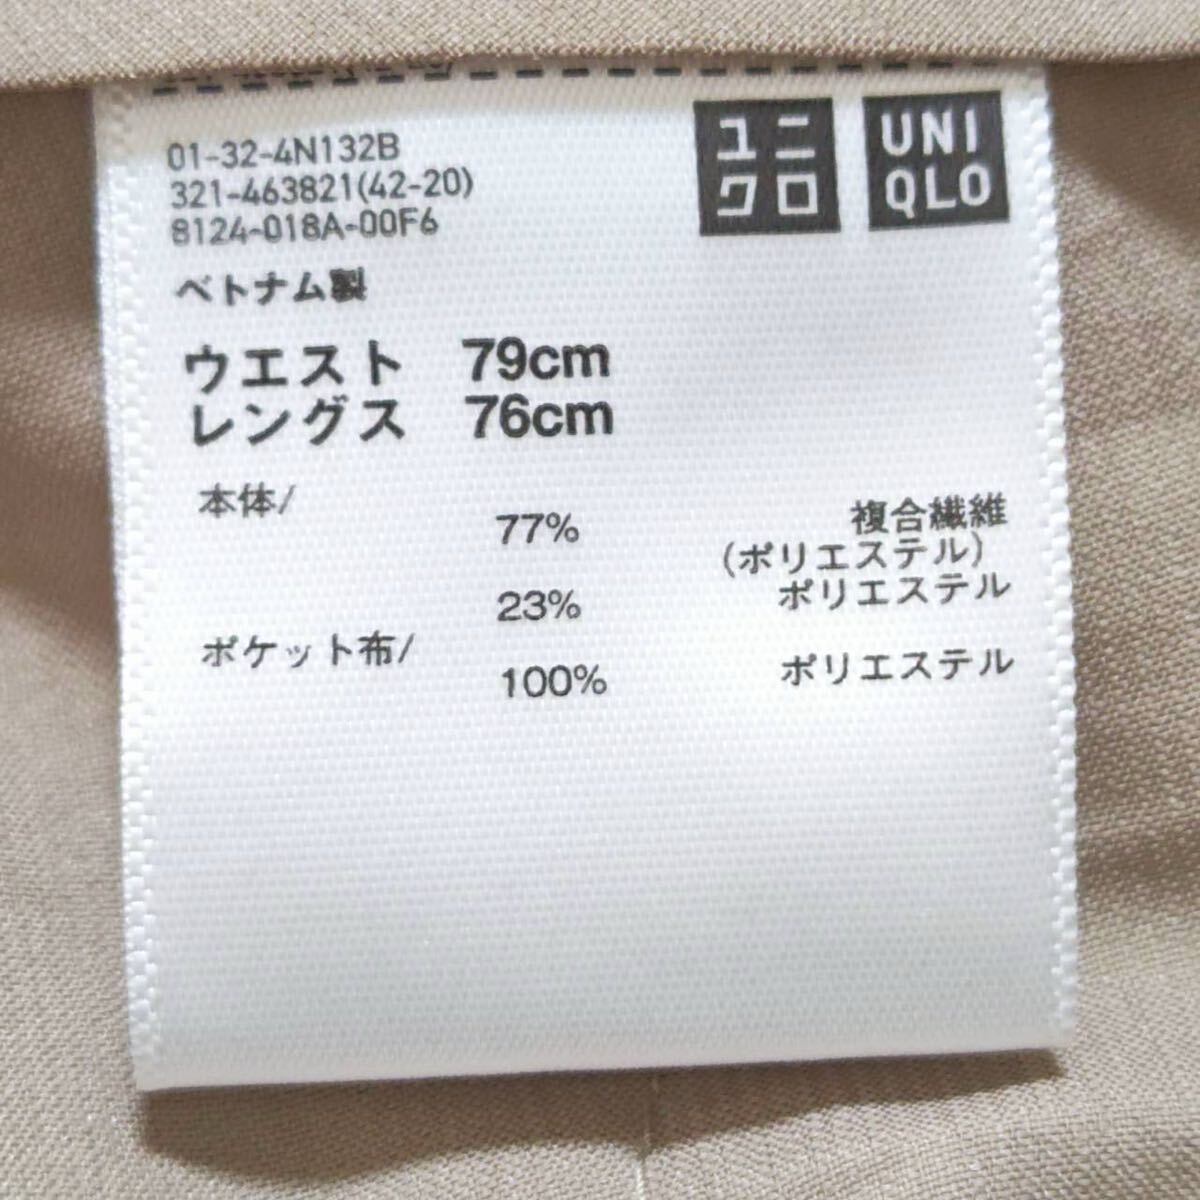 01-32-4N132B
321-463821(42-20)
8124-018A-00F6
ユニ
クロ
UNI
QLO
ベトナム製
ウエスト 79cm
レングス 76cm
本体/
77% 複合繊維
(ポリエステル)
23% ポリエステル
ポケット布/
100% ポリエステル